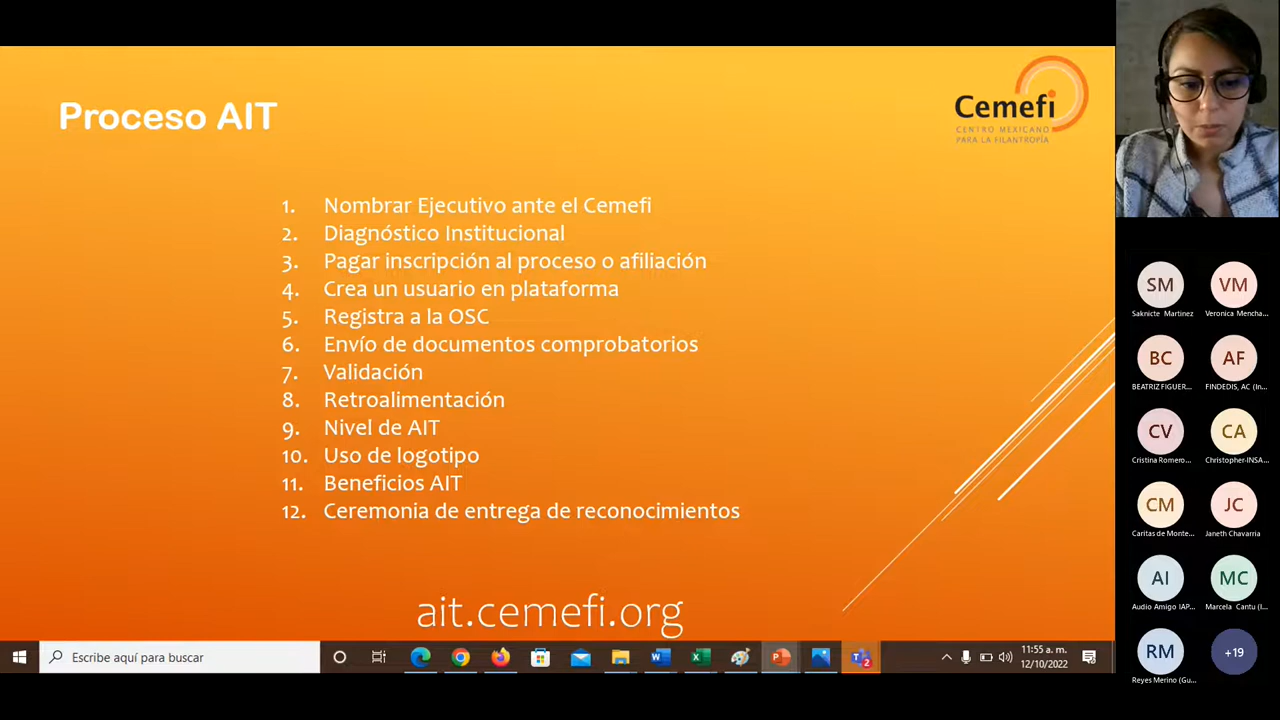 Proceso AIT
Cemefi
CENTRO MEXICANO
PARA LA FILANTROPÍA
1. Nombrar Ejecutivo ante el Cemefi
2. Diagnóstico Institucional
3. Pagar inscripción al proceso o afiliación
4. Crea un usuario en plataforma
5. Registra a la OSC
6. Envío de documentos comprobatorios
7. Validación
8. Retroalimentación
9. Nivel de AIT
10. Uso de logotipo
11. Beneficios AIT
12. Ceremonia de entrega de reconocimientos
ait.cemefi.org
Escribe aquí para buscar
2
11:55 a. m.
12/10/2022
SM
Saknicte Martinez
VM
Veronica Mencha...
BC
BEATRIZ FIGUER...
AF
FINDEDIS, AC (In...
CV
Cristina Romero...
CA
Christopher-INSA...
CM
Caritas de Monte...
JC
Janeth Chavarria
AI
Audio Amigo IAP...
MC
Marcela Cantu (I...
RM
Reyes Merino (Gu...
+19